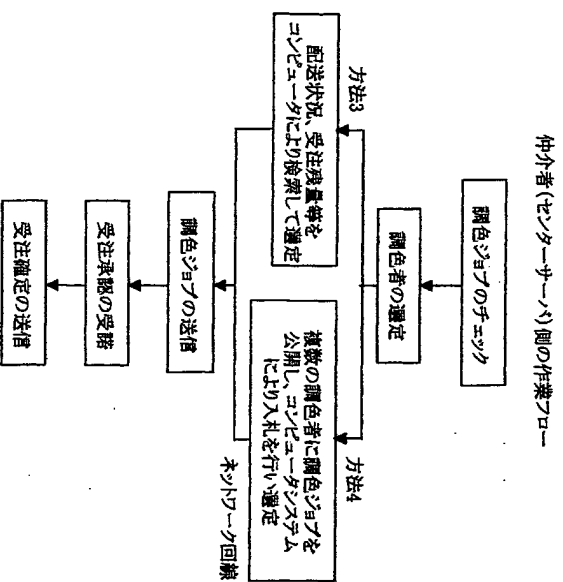 仲介者(センターサーバ)側の作業フロー
調色ジョブのチェック
調色者の選定
方法3
方法4
配送状況、受注残量等を
コンピュータにより検索して選定
複数の調色者に調色ジョブを
公開し、コンピュータシステム
により入札を行い選定
ネットワーク回線
調色ジョブの送信
受注承認の受諾
受注確定の送信